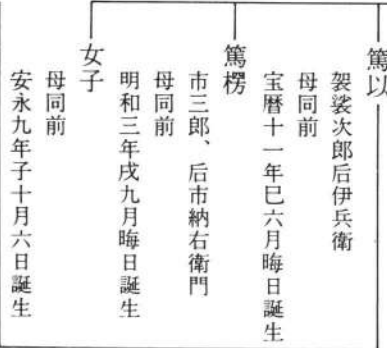 篤以
袈裟次郎后伊兵衛
母同前
宝暦十一年巳六月晦日誕生
篤愣
市三郎、后市納右衛門
母同前
明和三年戌九月晦日誕生
女子
母同前
安永九年子十月六日誕生